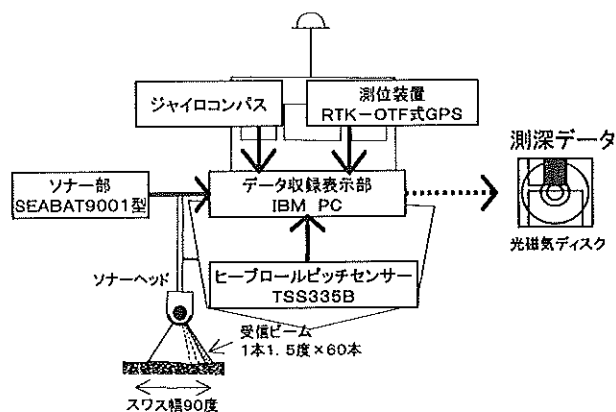 ジャイロコンパス
測位装置
RTK－OTF式GPS
測深データ
ソナー部
SEABAT9001型
データ収録表示部
IBM PC
光磁気ディスク
ソナーヘッド
ヒーブロールピッチセンサー
TSS335B
受信ビーム
1本1.5度×60本
スワス幅90度